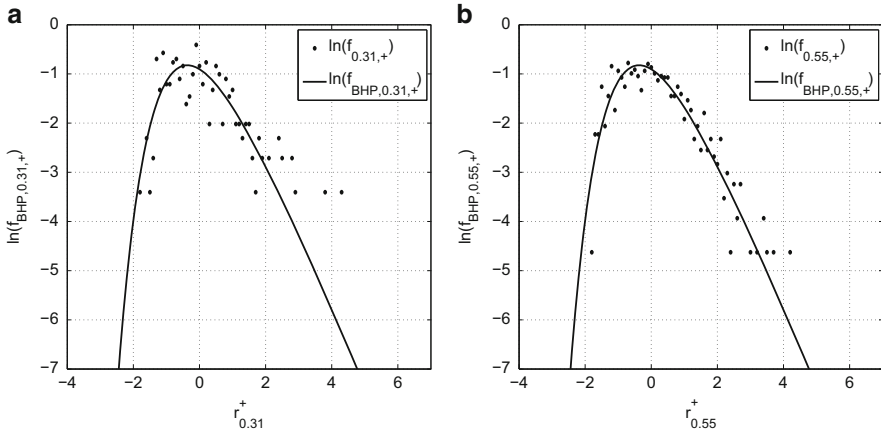 a
0
−1
−2
−3
−4
−5
−6
−7
−4 −2 0 2 4 6
ln(f_BHP,0.31,+)
r^+_0.31
ln(f_0.31,+)
ln(f_BHP,0.31,+)
b
0
−1
−2
−3
−4
−5
−6
−7
−4 −2 0 2 4 6
ln(f_BHP,0.55,+)
r^+_0.55
ln(f_0.55,+)
ln(f_BHP,0.55,+)